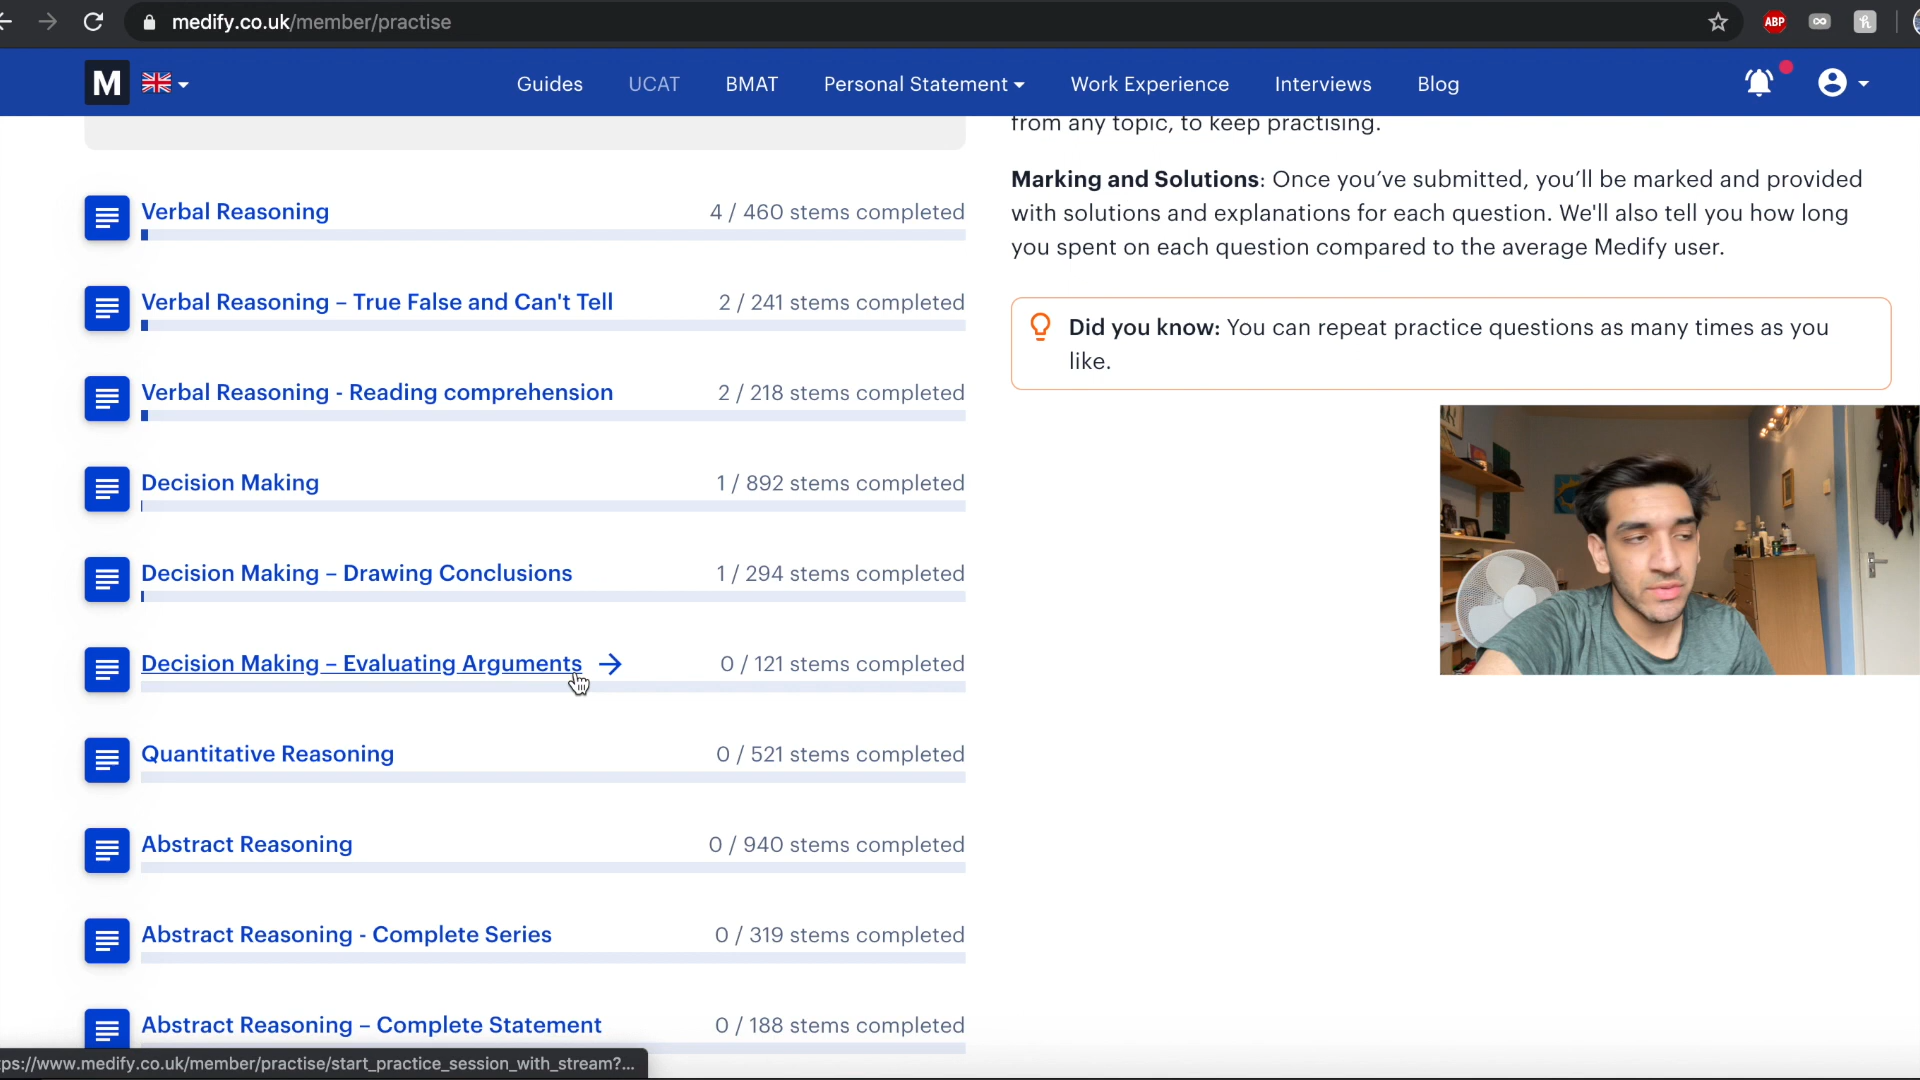 medify.co.uk/member/practise
ABP
M
Guides
UCAT
BMAT
Personal Statement
Work Experience
Interviews
Blog
from any topic, to keep practising.
Marking and Solutions: Once you've submitted, you'll be marked and provided
with solutions and explanations for each question. We'll also tell you how long
you spent on each question compared to the average Medify user.
Did you know: You can repeat practice questions as many times as you
like.
Verbal Reasoning 4 / 460 stems completed
Verbal Reasoning – True False and Can't Tell 2 / 241 stems completed
Verbal Reasoning - Reading comprehension 2 / 218 stems completed
Decision Making 1 / 892 stems completed
Decision Making – Drawing Conclusions 1 / 294 stems completed
Decision Making – Evaluating Arguments 0 / 121 stems completed
Quantitative Reasoning 0 / 521 stems completed
Abstract Reasoning 0 / 940 stems completed
Abstract Reasoning - Complete Series 0 / 319 stems completed
Abstract Reasoning – Complete Statement 0 / 188 stems completed
ps://www.medify.co.uk/member/practise/start_practice_session_with_stream?...